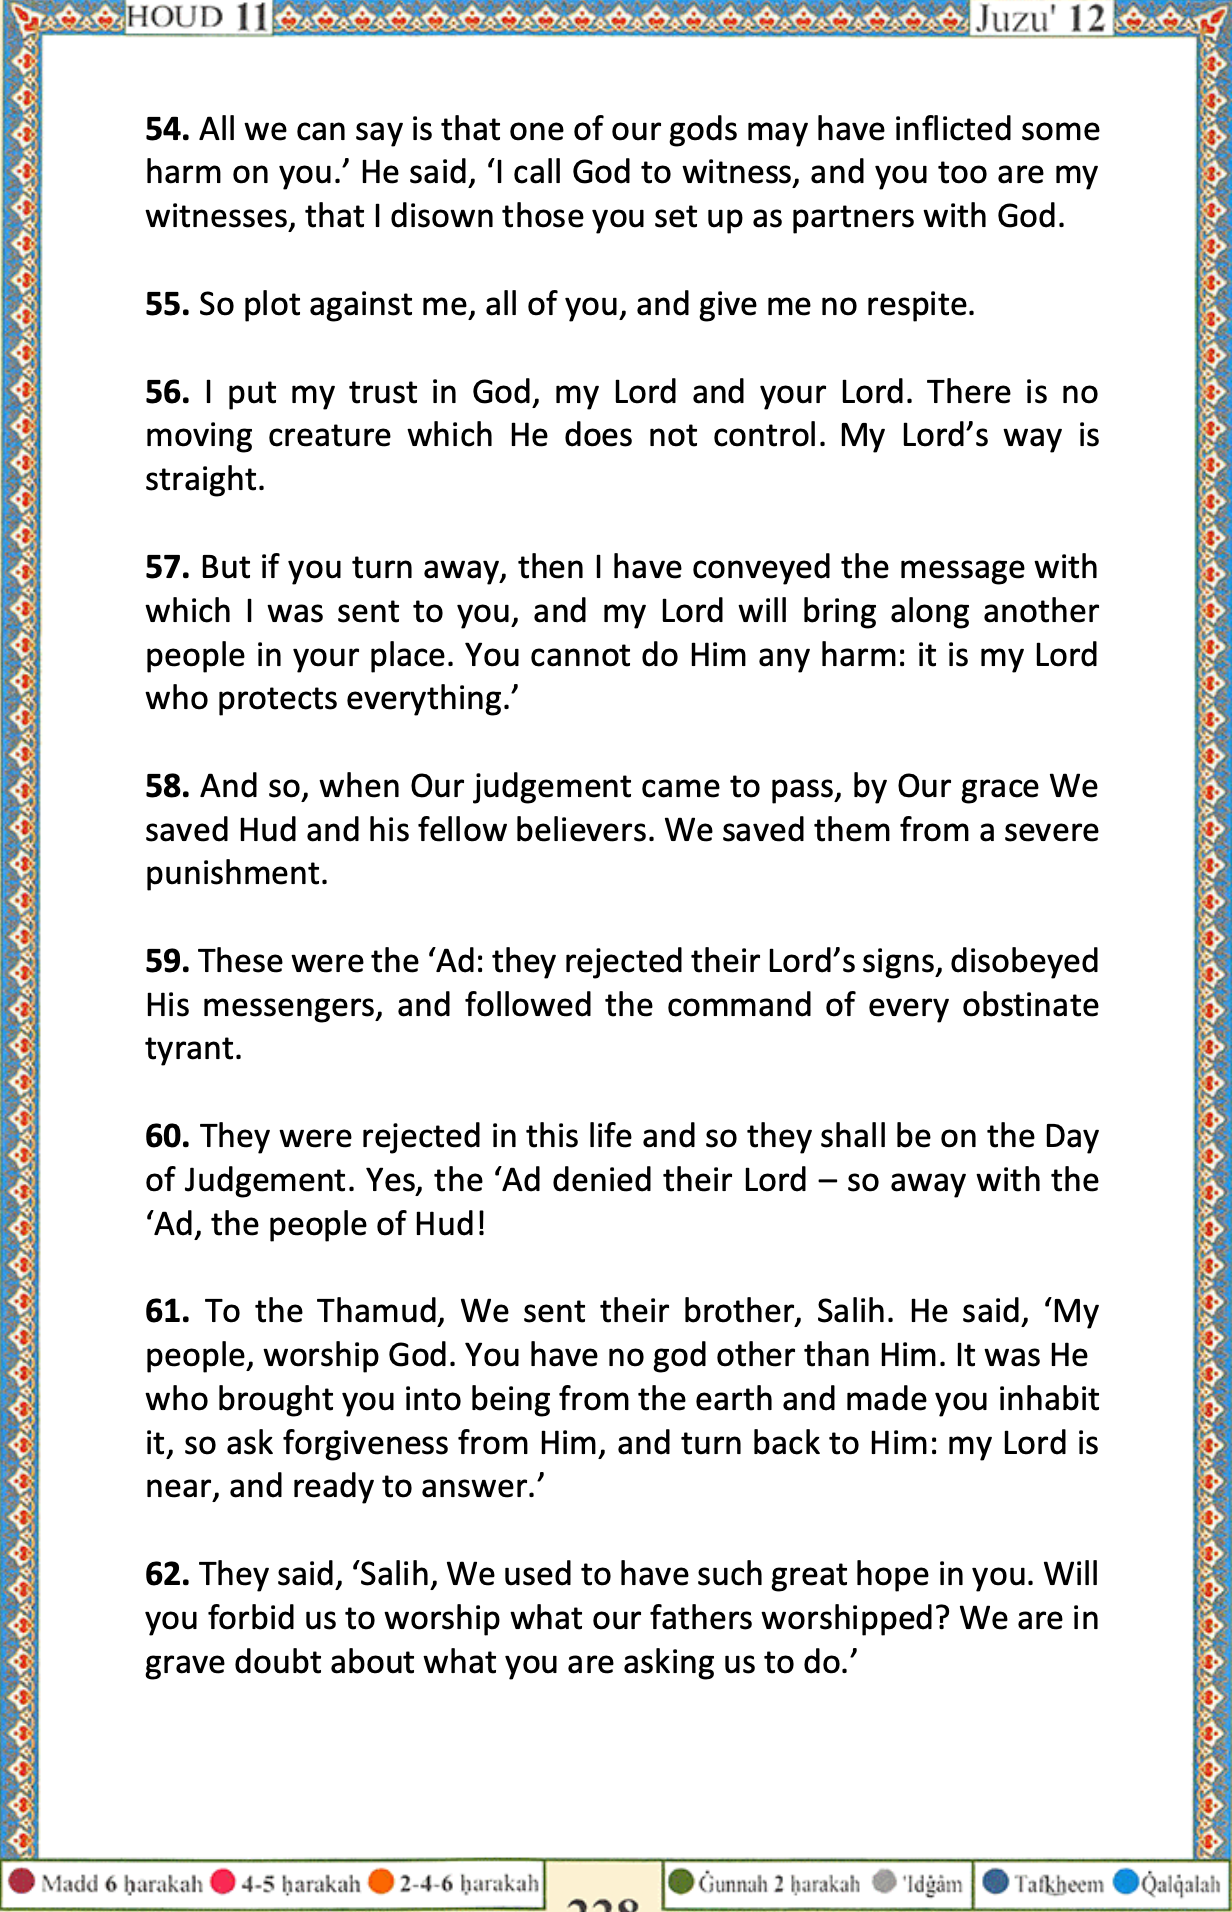 HOUD 11
Juzu' 12
54. All we can say is that one of our gods may have inflicted some
harm on you.’ He said, ‘I call God to witness, and you too are my
witnesses, that I disown those you set up as partners with God.
55. So plot against me, all of you, and give me no respite.
56. I put my trust in God, my Lord and your Lord. There is no
moving creature which He does not control. My Lord’s way is
straight.
57. But if you turn away, then I have conveyed the message with
which I was sent to you, and my Lord will bring along another
people in your place. You cannot do Him any harm: it is my Lord
who protects everything.’
58. And so, when Our judgement came to pass, by Our grace We
saved Hud and his fellow believers. We saved them from a severe
punishment.
59. These were the ‘Ad: they rejected their Lord’s signs, disobeyed
His messengers, and followed the command of every obstinate
tyrant.
60. They were rejected in this life and so they shall be on the Day
of Judgement. Yes, the ‘Ad denied their Lord – so away with the
‘Ad, the people of Hud!
61. To the Thamud, We sent their brother, Salih. He said, ‘My
people, worship God. You have no god other than Him. It was He
who brought you into being from the earth and made you inhabit
it, so ask forgiveness from Him, and turn back to Him: my Lord is
near, and ready to answer.’
62. They said, ‘Salih, We used to have such great hope in you. Will
you forbid us to worship what our fathers worshipped? We are in
grave doubt about what you are asking us to do.’
Madd 6 ḥarakah 4-5 ḥarakah 2-4-6 ḥarakah
Ġunnah 2 ḥarakah 'Idġâm Tafkheem Q̇alq̇alah